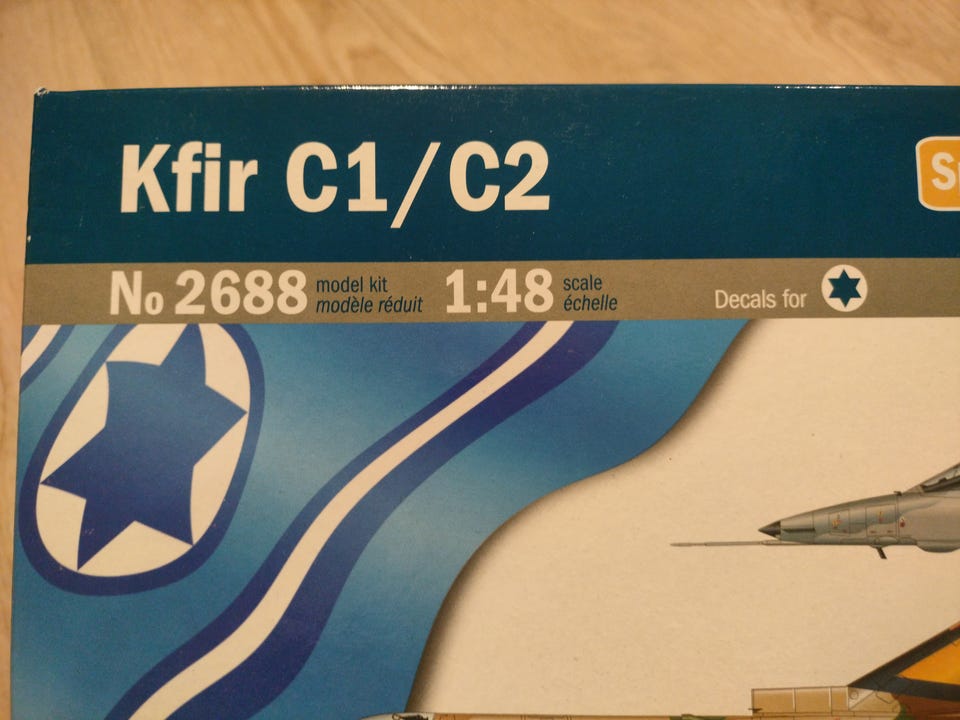 Kfir C1/C2
No 2688 model kit 1:48 scale
modèle réduit échelle
Decals for